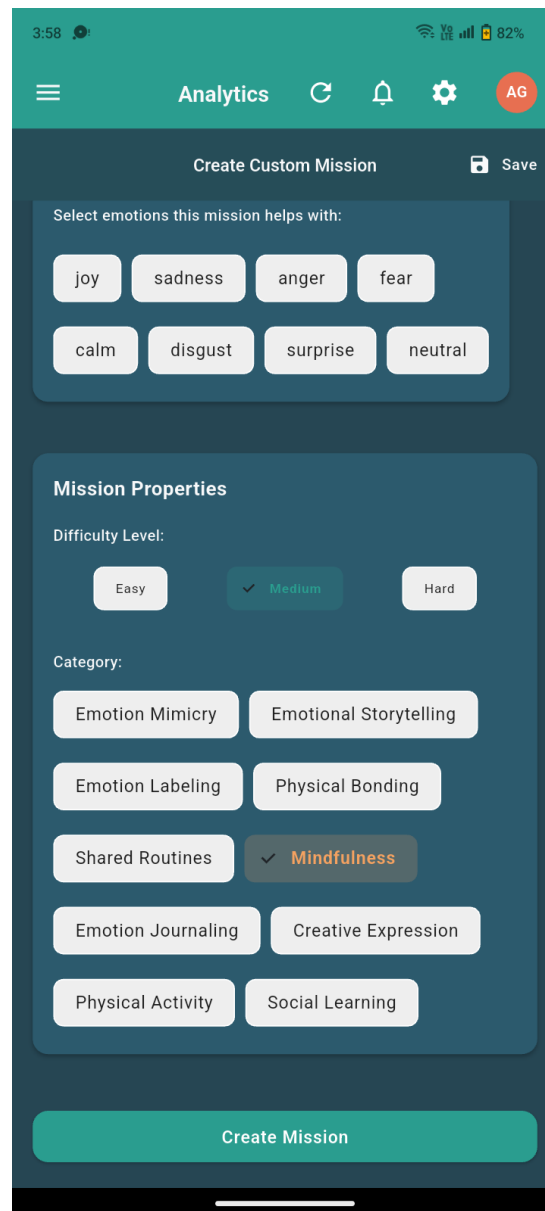 3:58 Vo LTE 82%
Analytics AG
Create Custom Mission Save
Select emotions this mission helps with:
joy sadness anger fear
calm disgust surprise neutral
Mission Properties
Difficulty Level:
Easy Medium Hard
Category:
Emotion Mimicry Emotional Storytelling
Emotion Labeling Physical Bonding
Shared Routines Mindfulness
Emotion Journaling Creative Expression
Physical Activity Social Learning
Create Mission